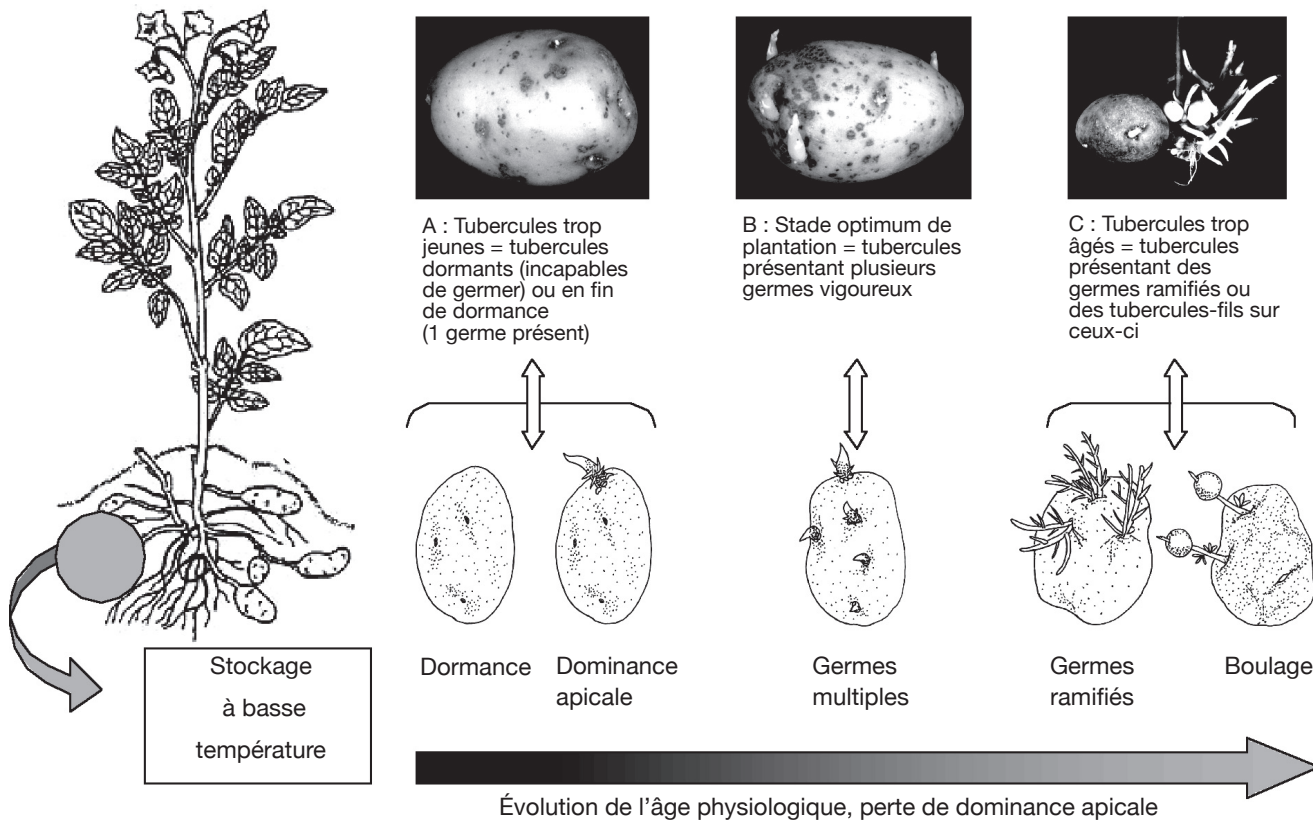 A : Tubercules trop
jeunes = tubercules
dormants (incapables
de germer) ou en fin
de dormance
(1 germe présent)
B : Stade optimum de
plantation = tubercules
présentant plusieurs
germes vigoureux
C : Tubercules trop
âgés = tubercules
présentant des
germes ramifiés ou
des tubercules-fils sur
ceux-ci
Stockage
à basse
température
Dormance
Dominance
apicale
Germes
multiples
Germes
ramifiés
Boulage
Évolution de l'âge physiologique, perte de dominance apicale